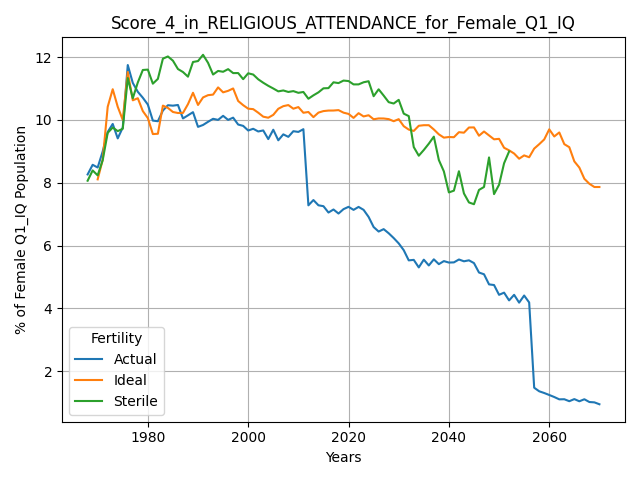 Score_4_in_RELIGIOUS_ATTENDANCE_for_Female_Q1_IQ
% of Female Q1_IQ Population
12
10
8
6
4
2
Fertility
Actual
Ideal
Sterile
1980
2000
2020
2040
2060
Years